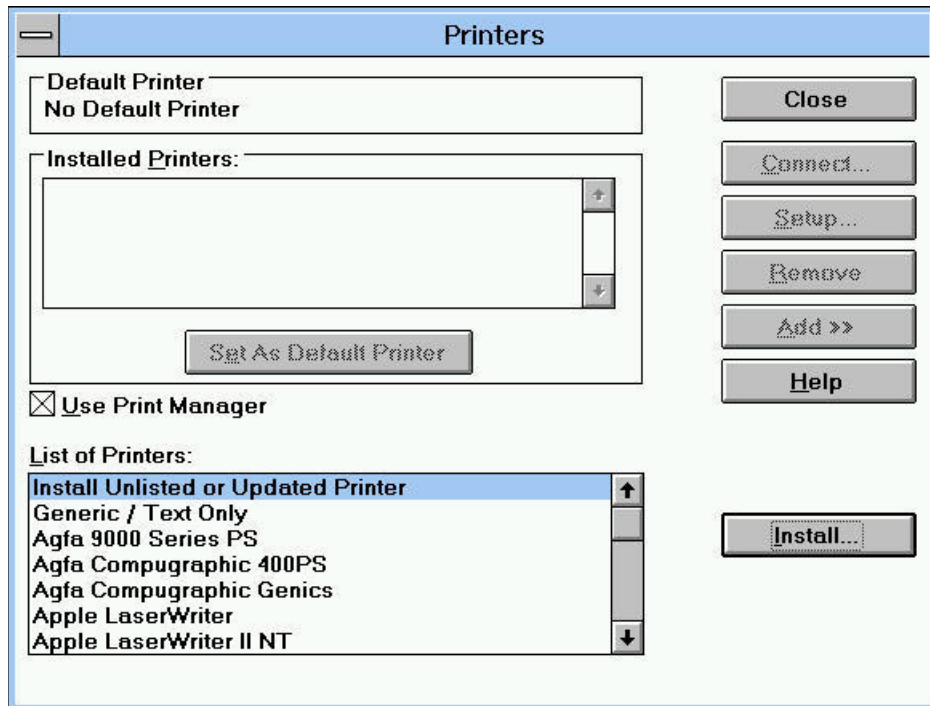 Printers
Default Printer
No Default Printer
Close
Installed Printers:
Connect...
Setup...
Remove
Add >>
Set As Default Printer
Help
Use Print Manager
List of Printers:
Install Unlisted or Updated Printer
Generic / Text Only
Agfa 9000 Series PS
Install...
Agfa Compugraphic 400PS
Agfa Compugraphic Genics
Apple LaserWriter
Apple LaserWriter II NT